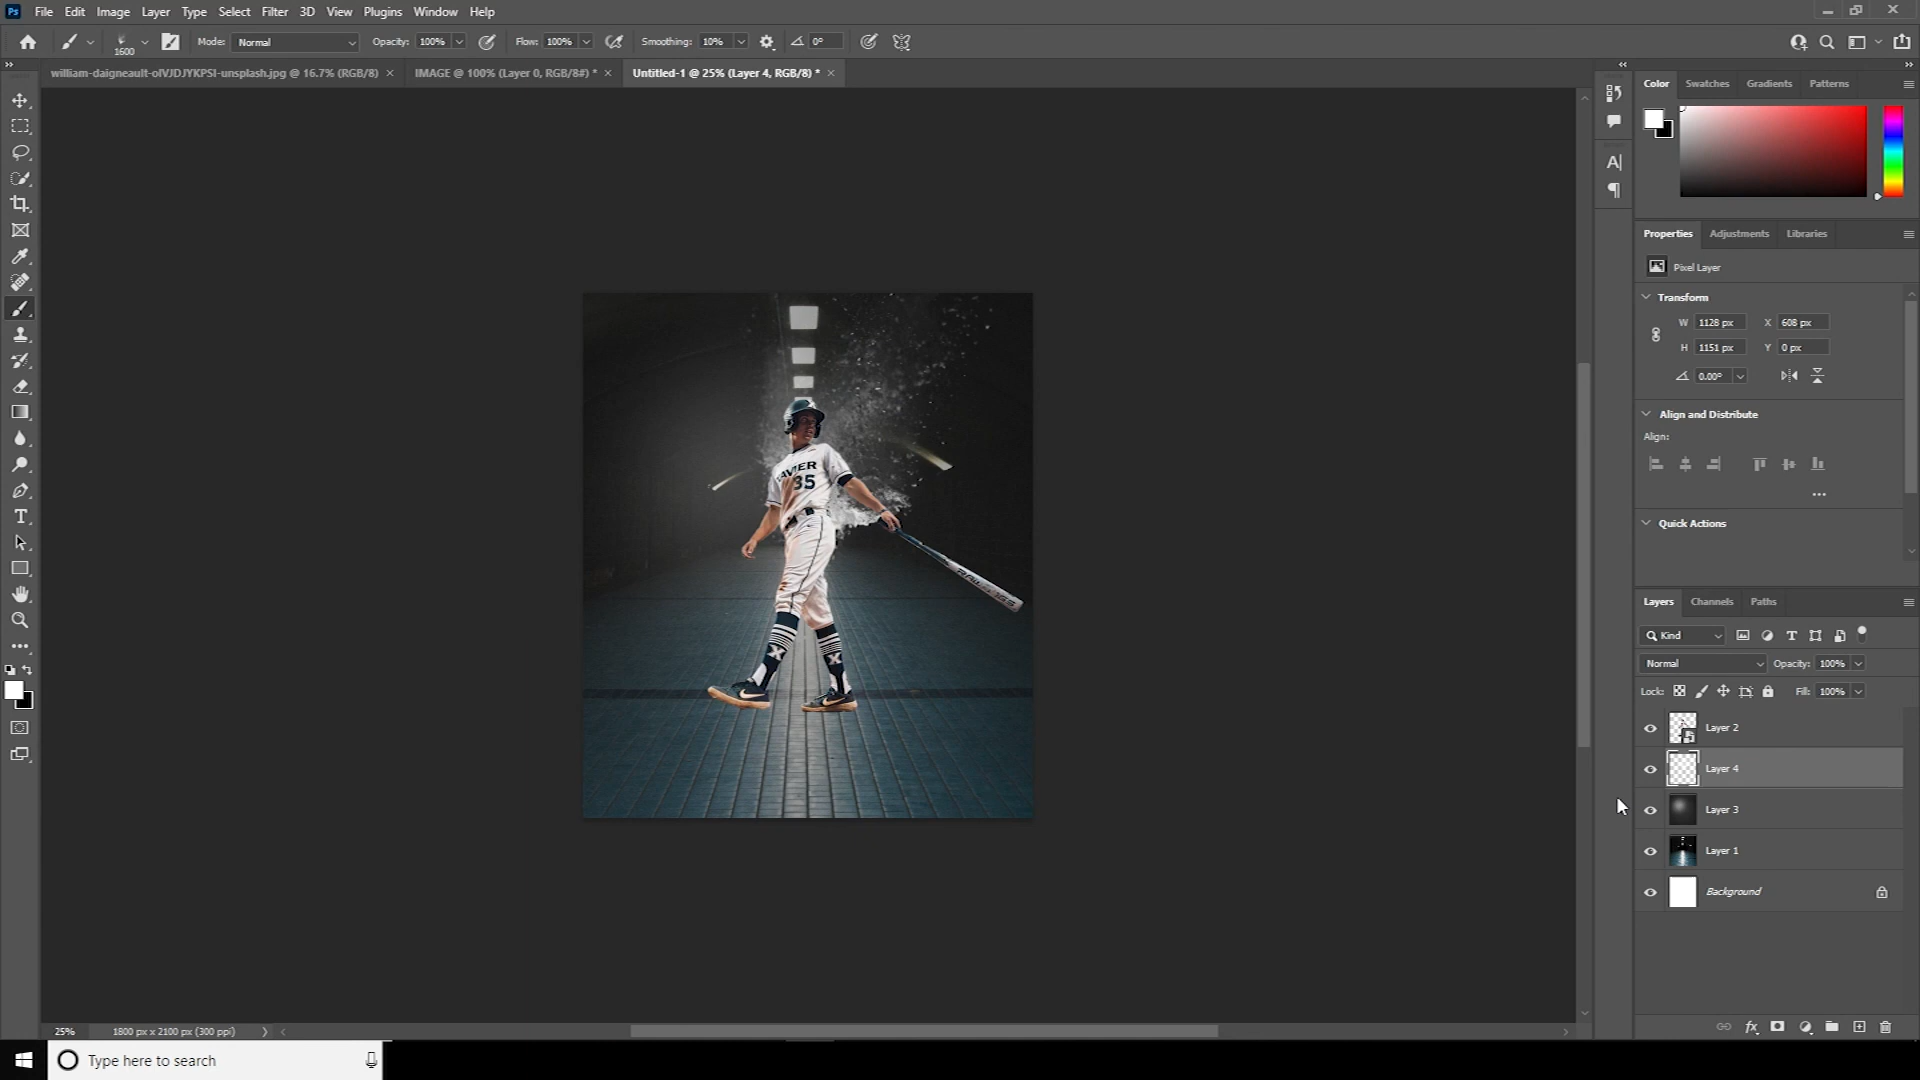 Ps File Edit Image Layer Type Select Filter 3D View Plugins Window Help
1600 Mode: Normal Opacity: 100% Flow: 100% Smoothing: 10% 0°
william-daigneault-oIVJDJYKPSI-unsplash.jpg @ 16.7% (RGB/8) × IMAGE @ 100% (Layer 0, RGB/8#) * × Untitled-1 @ 25% (Layer 4, RGB/8) * ×
Color Swatches Gradients Patterns
Properties Adjustments Libraries
Pixel Layer
Transform
W 1128 px X 608 px
H 1151 px Y 0 px
0.00°
Align and Distribute
Align:
Quick Actions
35
X X
Layers Channels Paths
Kind
Normal Opacity: 100%
Lock: Fill: 100%
Layer 2
Layer 4
Layer 3
Layer 1
Background
fx
25% 1800 px x 2100 px (300 ppi)
Type here to search